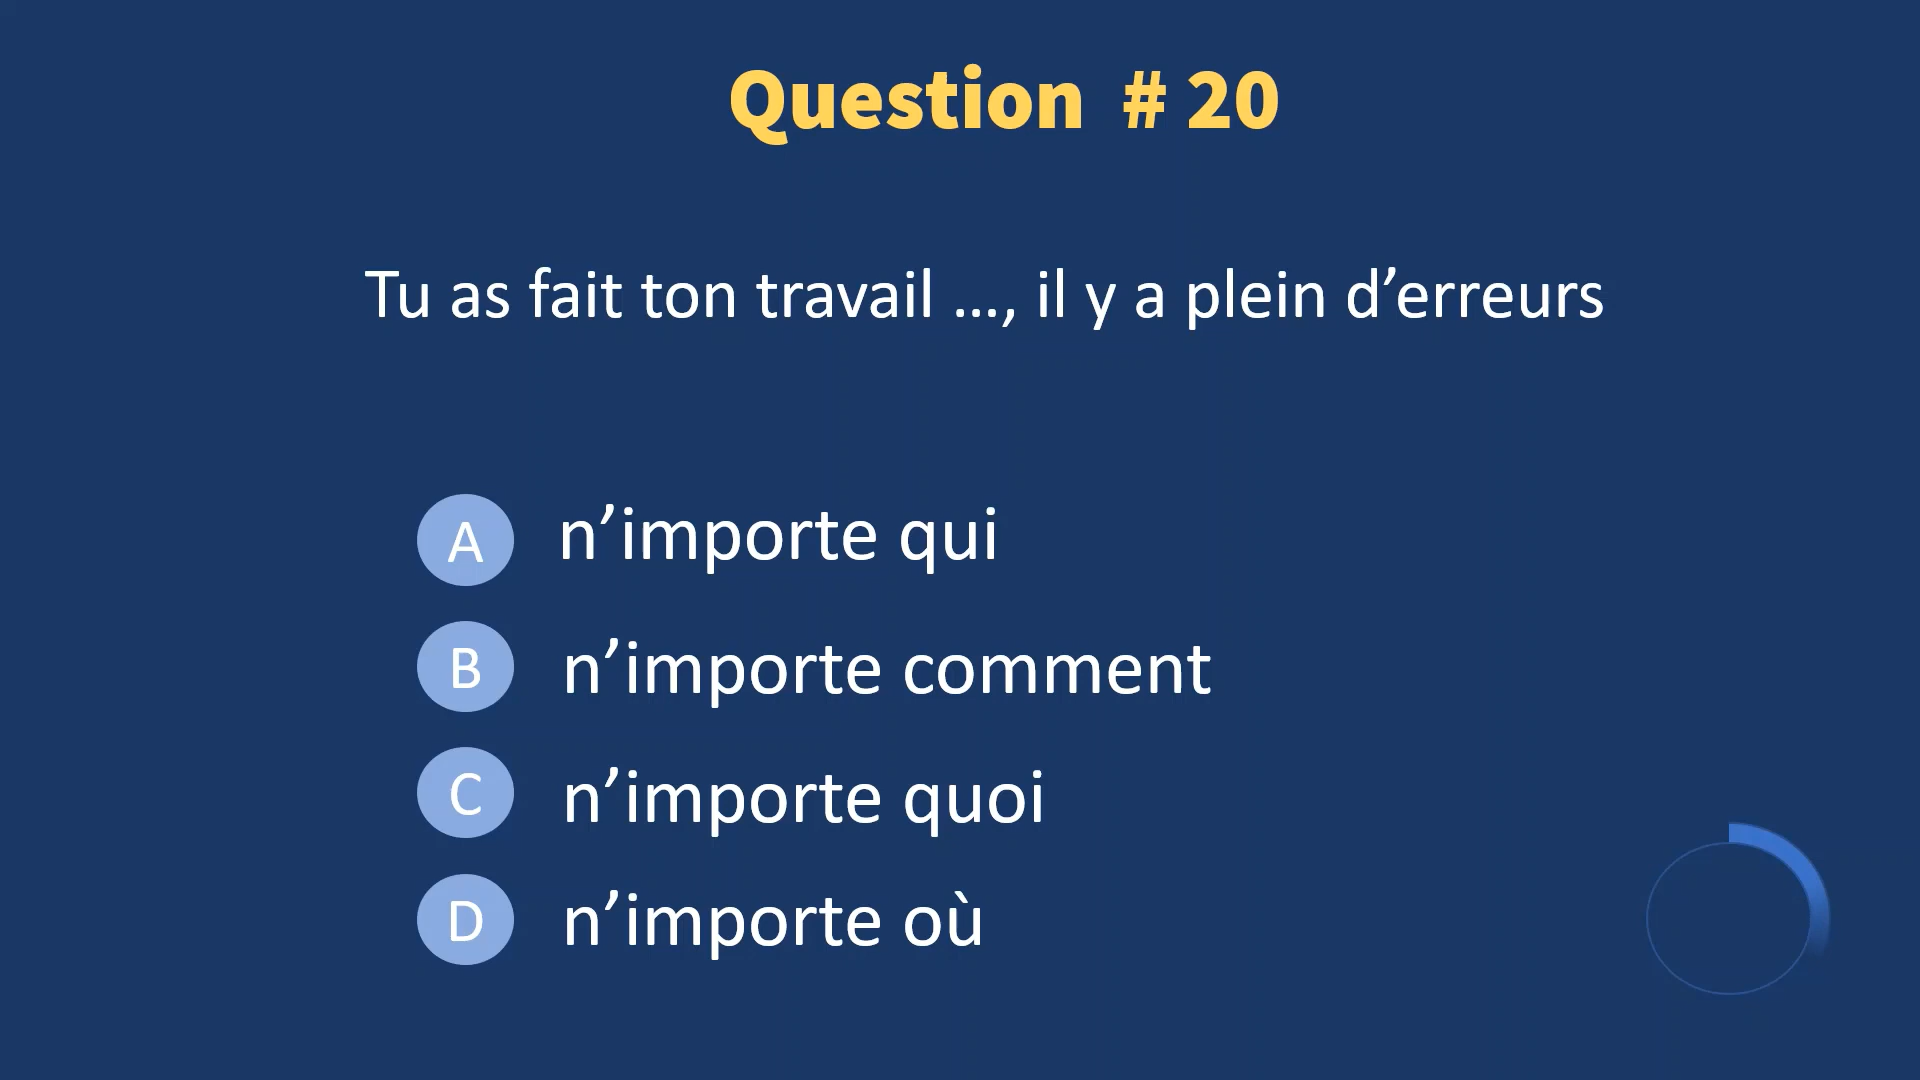 Question # 20
Tu as fait ton travail ..., il y a plein d’erreurs
A n’importe qui
B n’importe comment
C n’importe quoi
D n’importe où